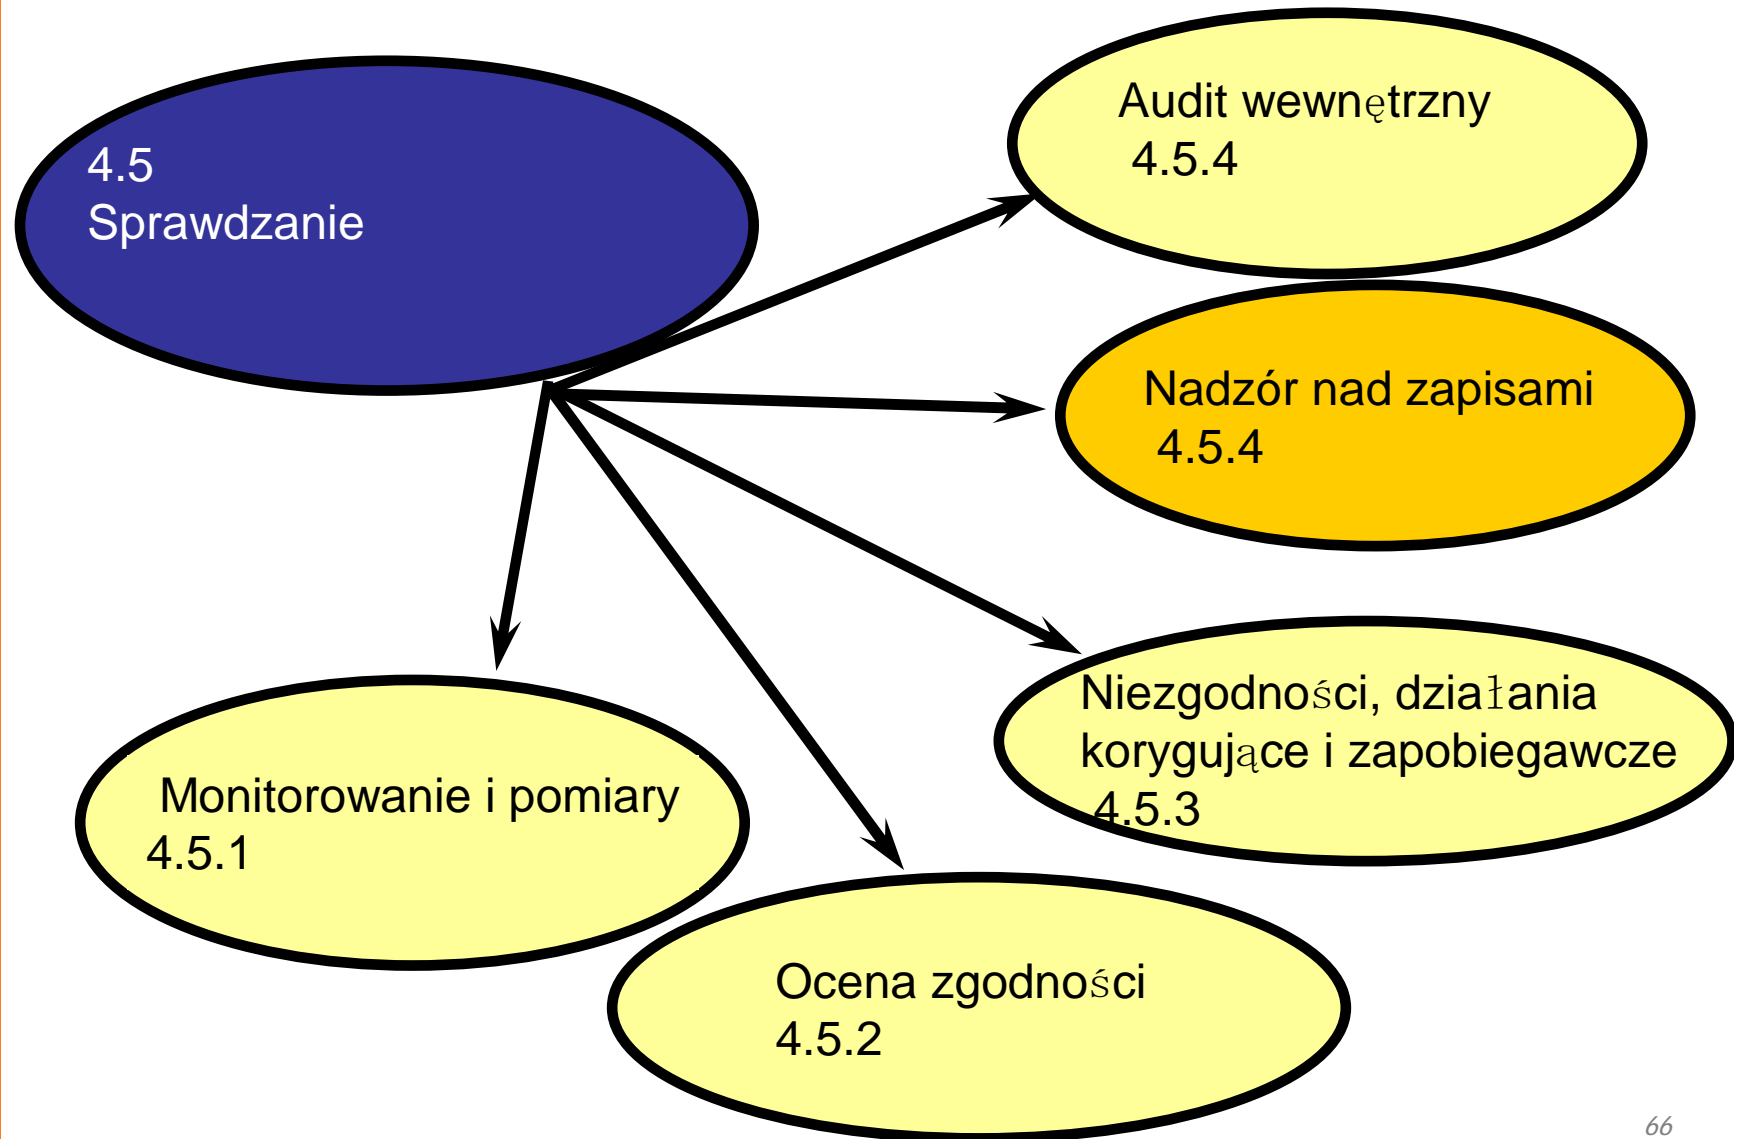 4.5
Sprawdzanie
Audit wewnętrzny
4.5.4
Nadzór nad zapisami
4.5.4
Niezgodności, działania
korygujące i zapobiegawcze
4.5.3
Monitorowanie i pomiary
4.5.1
Ocena zgodności
4.5.2
66